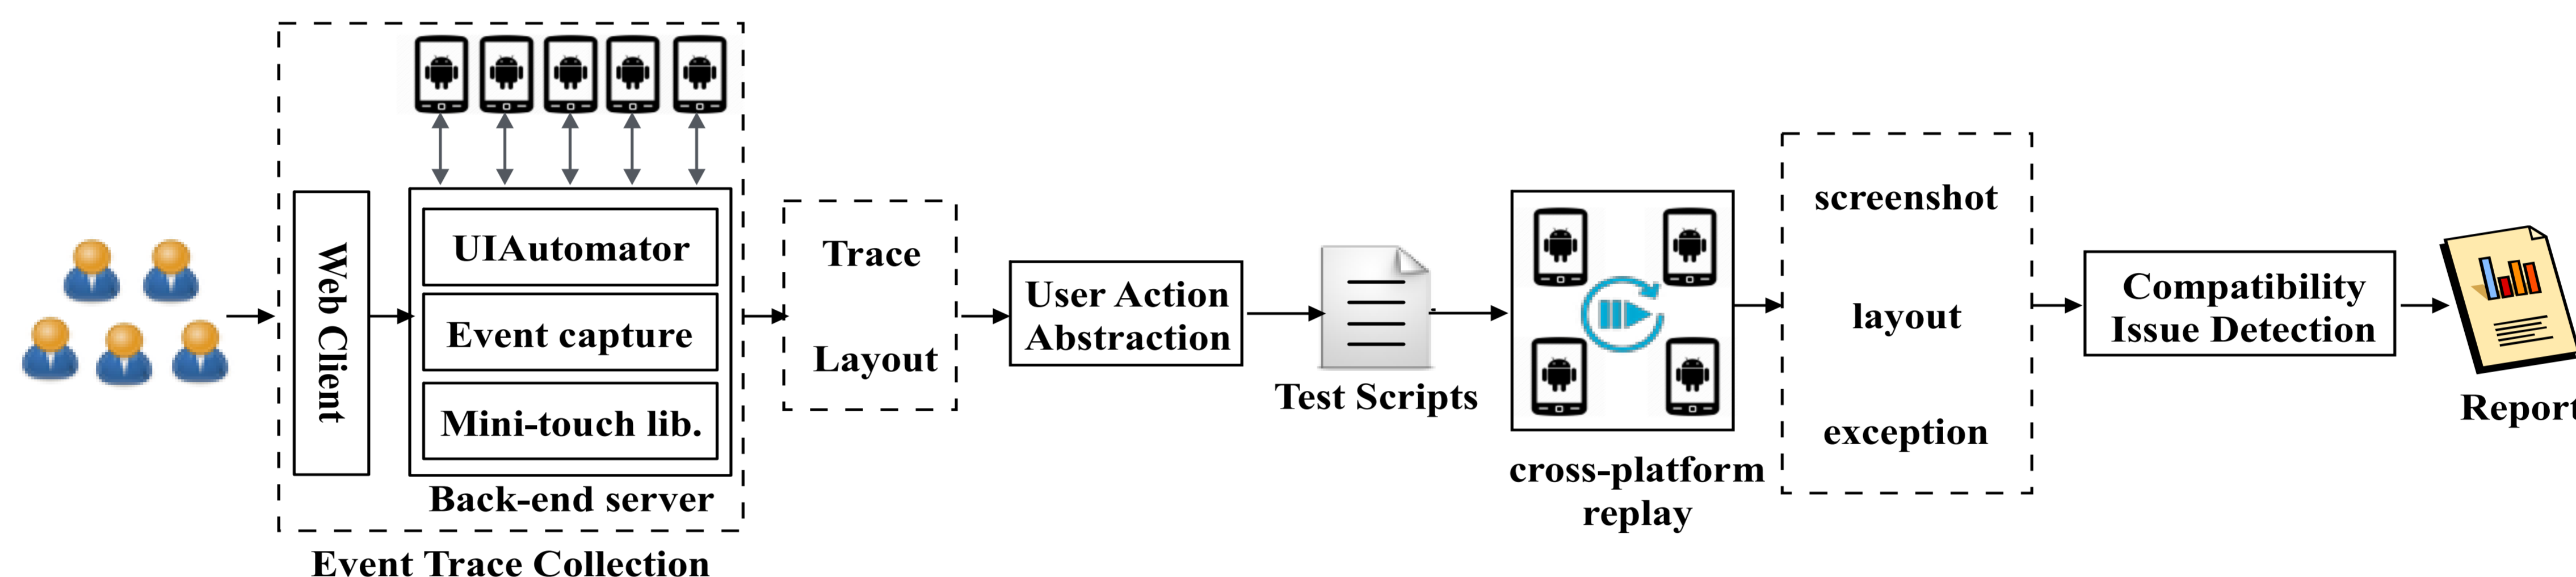 Web Client
UIAutomator
Event capture
Mini-touch lib.
Back-end server
Event Trace Collection
Trace
Layout
User Action
Abstraction
Test Scripts
cross-platform
replay
screenshot
layout
exception
Compatibility
Issue Detection
Report